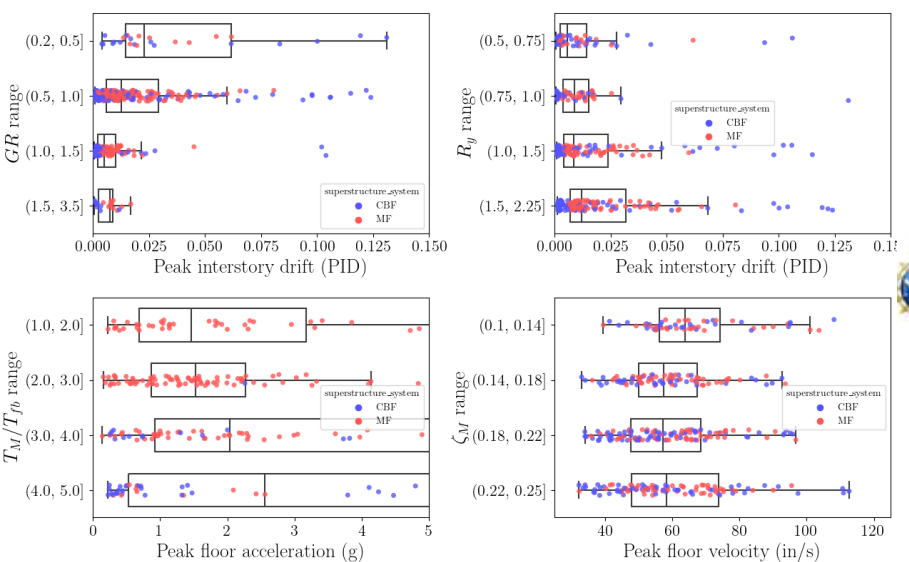 GR range
(0.2, 0.5]
(0.5, 1.0]
(1.0, 1.5]
(1.5, 3.5]
superstructure_system
CBF
MF
0.000 0.025 0.050 0.075 0.100 0.125 0.150
Peak interstory drift (PID)
R_y range
(0.5, 0.75]
(0.75, 1.0]
(1.0, 1.5]
(1.5, 2.25]
superstructure_system
CBF
MF
0.000 0.025 0.050 0.075 0.100 0.125 0.15
Peak interstory drift (PID)
T_M/T_fb range
(1.0, 2.0]
(2.0, 3.0]
(3.0, 4.0]
(4.0, 5.0]
superstructure_system
CBF
MF
0 1 2 3 4 5
Peak floor acceleration (g)
ζ_M range
(0.1, 0.14]
(0.14, 0.18]
(0.18, 0.22]
(0.22, 0.25]
superstructure_system
CBF
MF
40 60 80 100 120
Peak floor velocity (in/s)